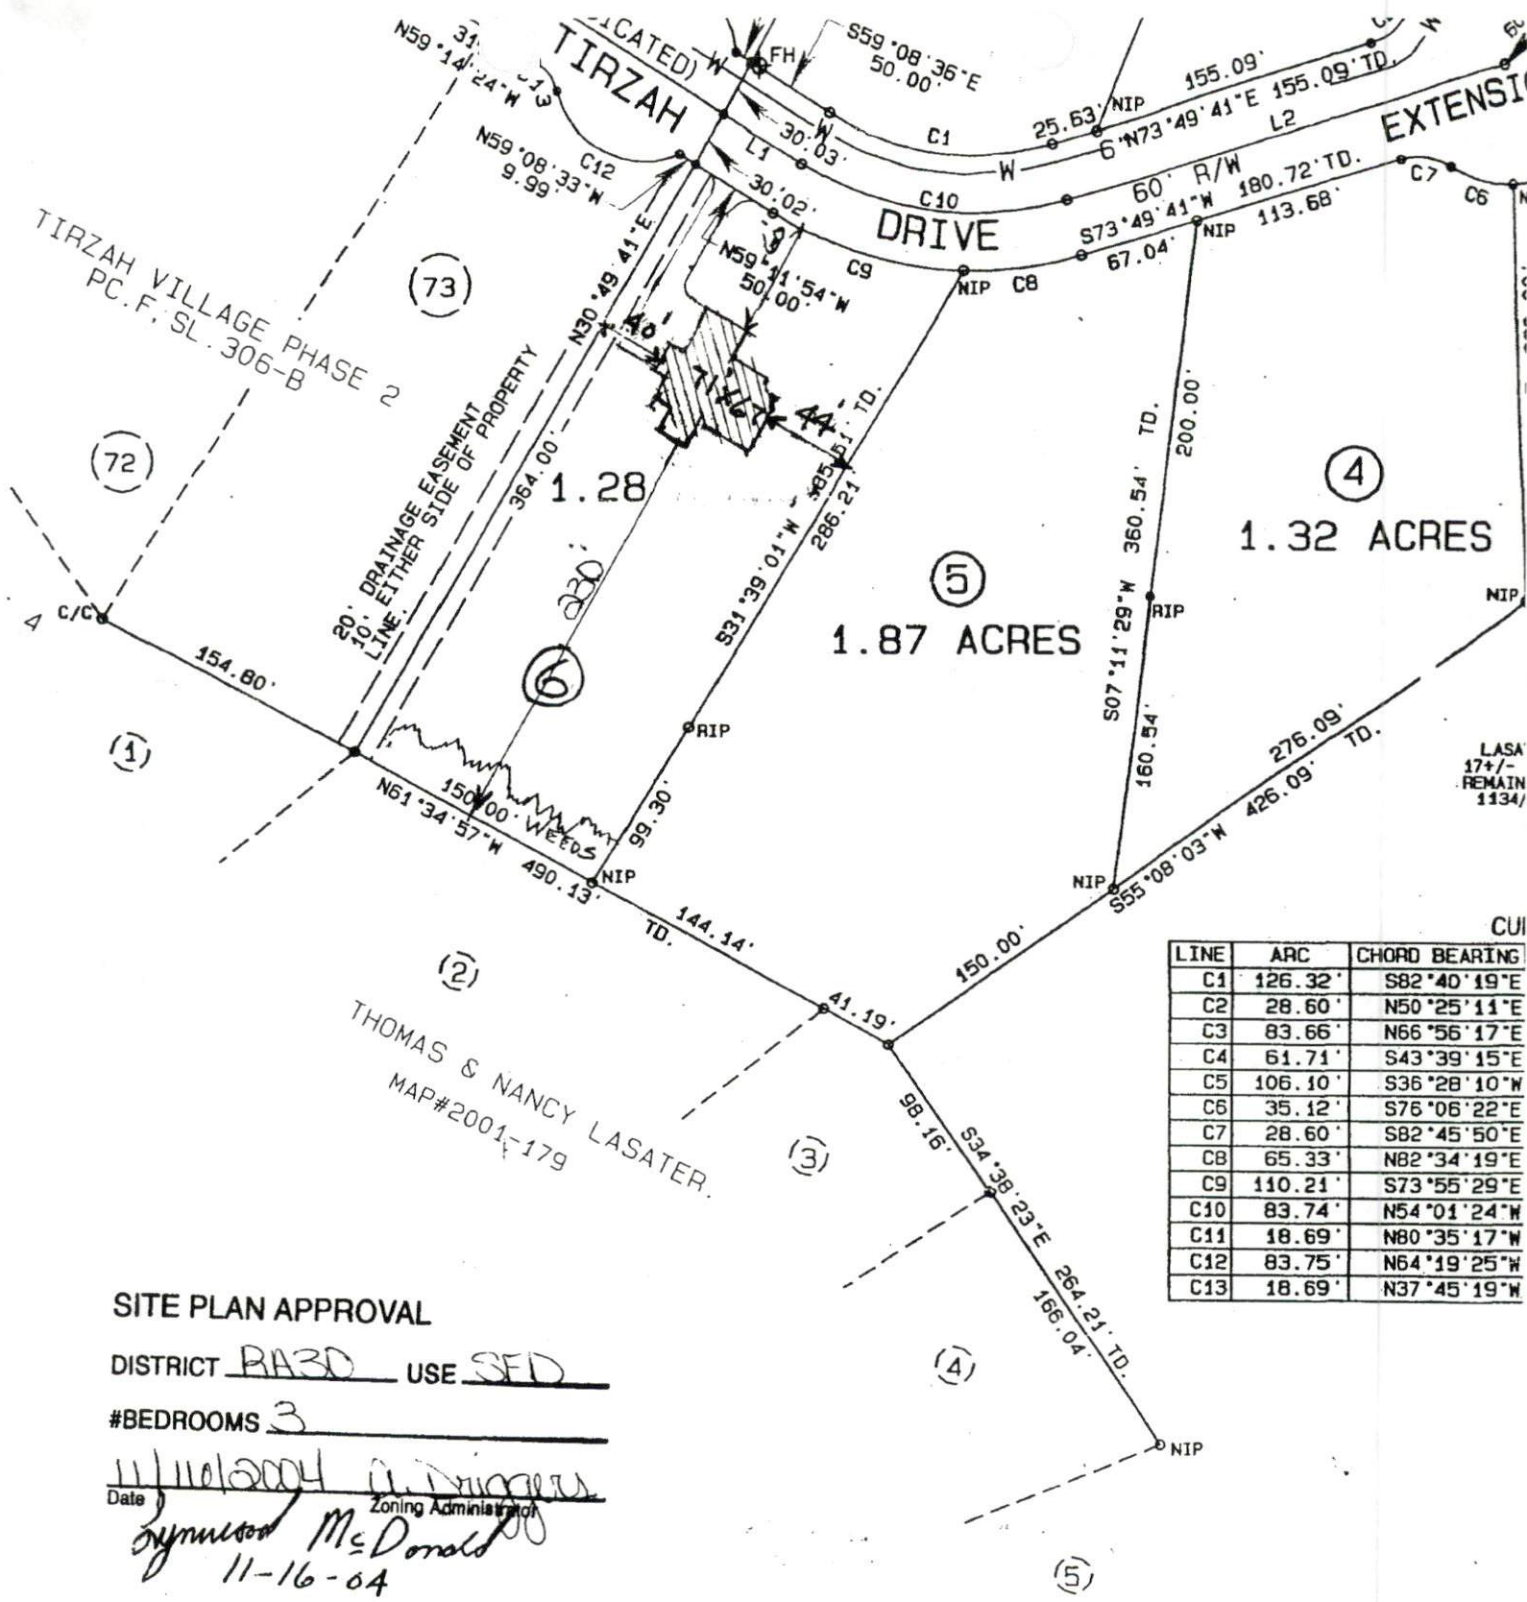 N59°14'24"W
TIRZAH
ICATED)
W
FH
S59°08'36"E
50.00'
C1
25.63'
NIP
155.09'
N73°49'41"E 155.09'TD.
L2
EXTENSI
W
W
6"
W
L1
30.03'
C10
60' R/W
DRIVE
S73°49'41"W 180.72'TD.
67.04'
NIP
113.68'
C7
C6
N59°08'33"W
9.99'
C12
30.02'
N59°11'54"W
50.00'
C9
NIP
C8
TIRZAH VILLAGE PHASE 2
PC.F, SL.306-B
73
72
N30°49'41"E
364.00'
20' DRAINAGE EASEMENT
10' EITHER SIDE OF PROPERTY
LINE.
40'
44'
1.28
230'
6
S31°39'01"W
TD.
286.21'
RIP
99.30'
NIP
5
1.87 ACRES
S07°11'29"W 360.54' TD.
200.00'
RIP
160.54'
NIP
4
1.32 ACRES
NIP
C/C
4
154.80'
1
150.00'
WEEDS
N61°34'57"W 490.13' TD.
144.14'
41.19'
150.00'
S55°08'03"W 426.09' TD.
276.09'
LASA
17+/-
REMAIN
1134/
2
THOMAS & NANCY LASATER.
MAP#2001-179
3
98.16'
S34°38'23"E 264.21' TD.
166.04'
4
NIP
5
CU
LINE ARC CHORD BEARING
C1 126.32' S82°40'19"E
C2 28.60' N50°25'11"E
C3 83.66' N66°56'17"E
C4 61.71' S43°39'15"E
C5 106.10' S36°28'10"W
C6 35.12' S76°06'22"E
C7 28.60' S82°45'50"E
C8 65.33' N82°34'19"E
C9 110.21' S73°55'29"E
C10 83.74' N54°01'24"W
C11 18.69' N80°35'17"W
C12 83.75' N64°19'25"W
C13 18.69' N37°45'19"W
SITE PLAN APPROVAL
DISTRICT RA30 USE SFD
#BEDROOMS 3
11/16/2004 A. Driggers
Date Zoning Administrator
Lynwood McDonald
11-16-04